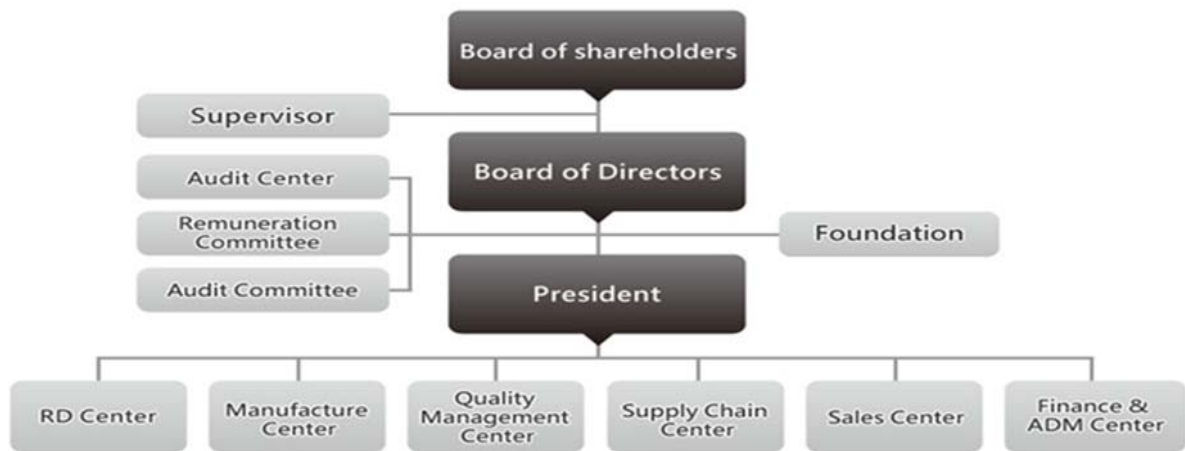 Board of shareholders
Supervisor
Board of Directors
Audit Center
Remuneration
Committee
Foundation
Audit Committee
President
RD Center
Manufacture
Center
Quality
Management
Center
Supply Chain
Center
Sales Center
Finance &
ADM Center